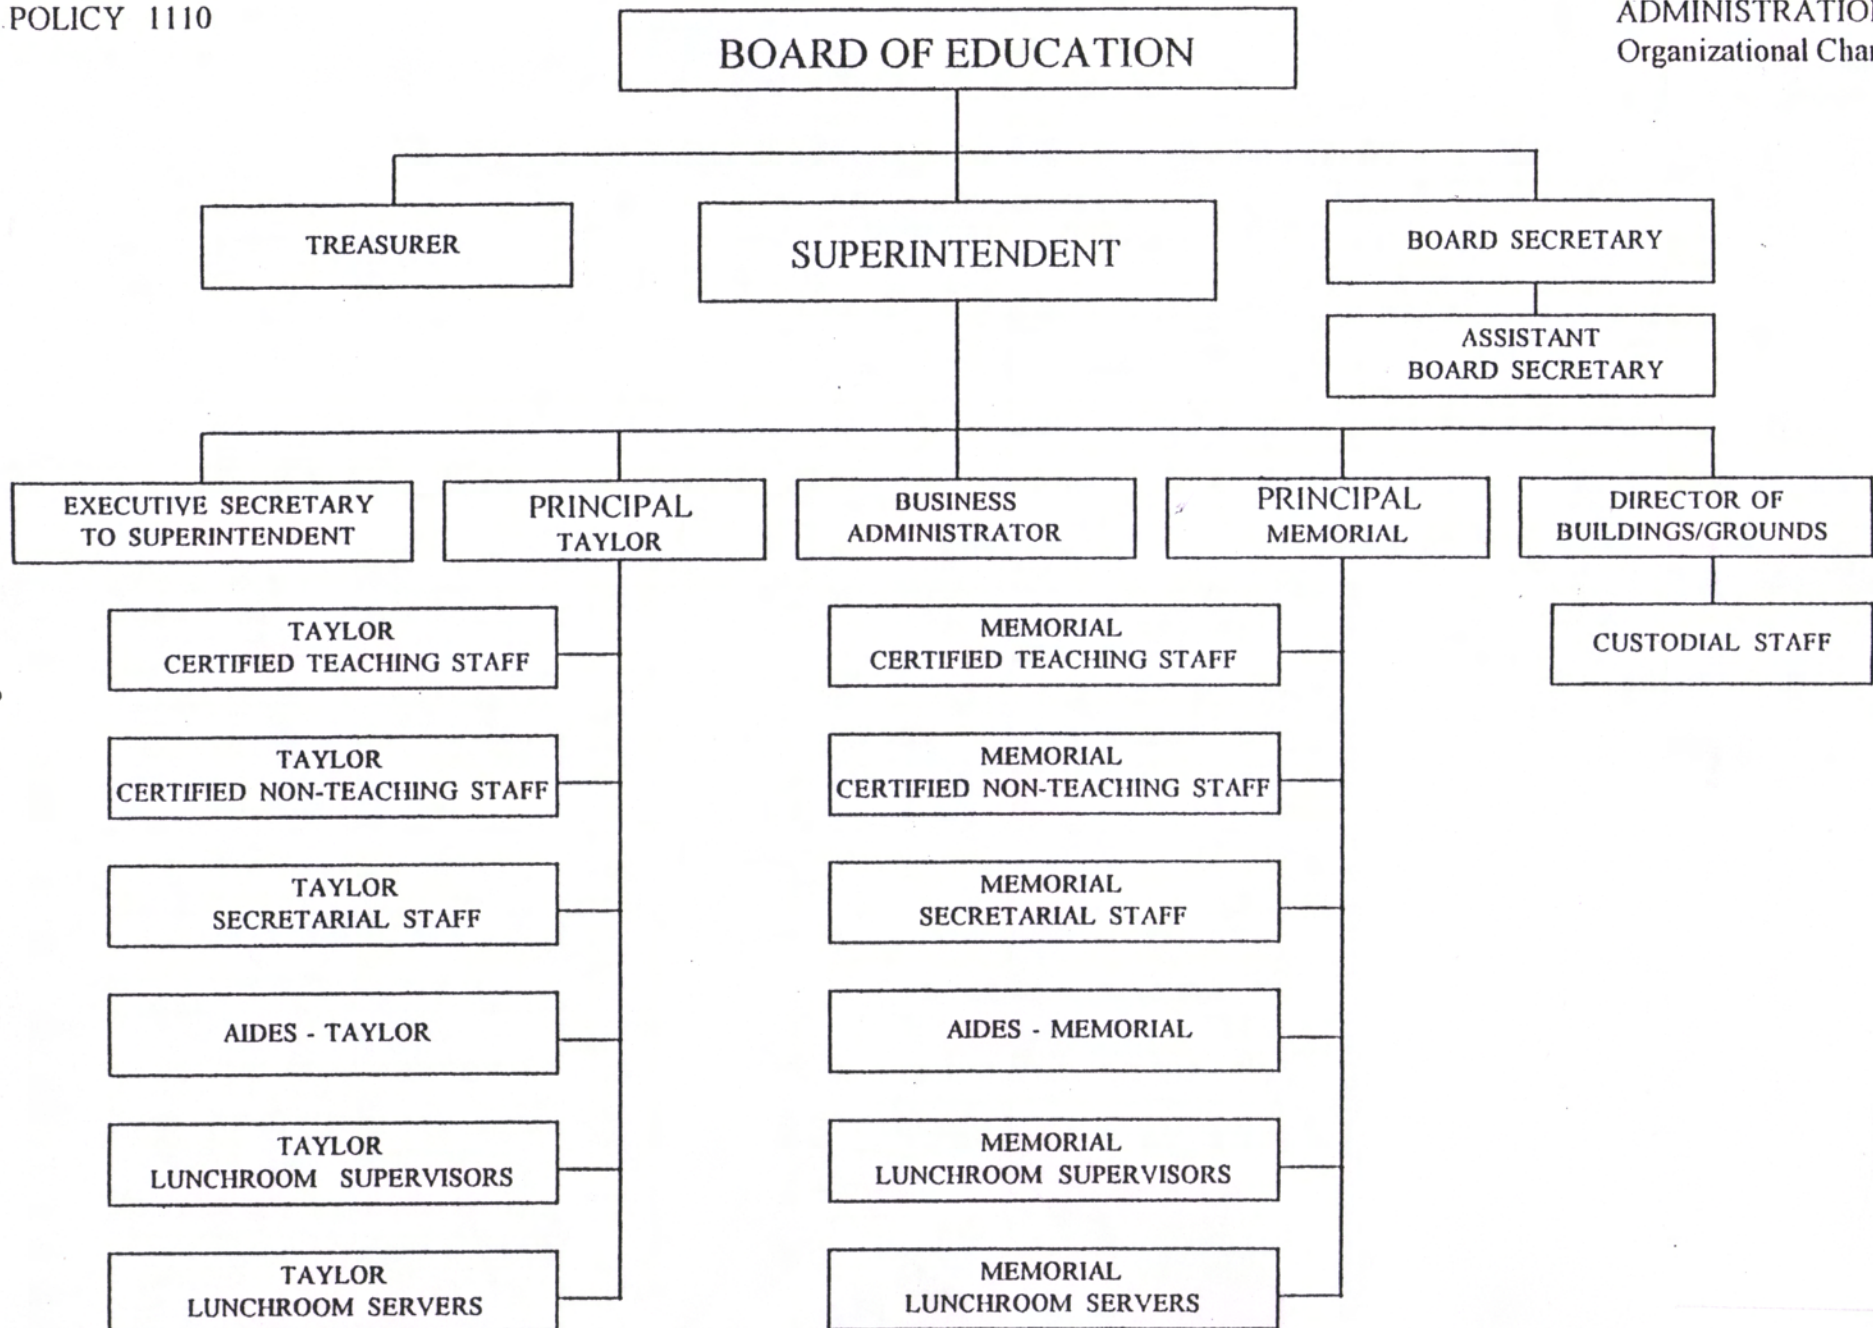 POLICY 1110
ADMINISTRATION
Organizational Char
BOARD OF EDUCATION
TREASURER
SUPERINTENDENT
BOARD SECRETARY
ASSISTANT
BOARD SECRETARY
EXECUTIVE SECRETARY
TO SUPERINTENDENT
PRINCIPAL
TAYLOR
BUSINESS
ADMINISTRATOR
PRINCIPAL
MEMORIAL
DIRECTOR OF
BUILDINGS/GROUNDS
TAYLOR
CERTIFIED TEACHING STAFF
MEMORIAL
CERTIFIED TEACHING STAFF
CUSTODIAL STAFF
TAYLOR
CERTIFIED NON-TEACHING STAFF
MEMORIAL
CERTIFIED NON-TEACHING STAFF
TAYLOR
SECRETARIAL STAFF
MEMORIAL
SECRETARIAL STAFF
AIDES - TAYLOR
AIDES - MEMORIAL
TAYLOR
LUNCHROOM SUPERVISORS
MEMORIAL
LUNCHROOM SUPERVISORS
TAYLOR
LUNCHROOM SERVERS
MEMORIAL
LUNCHROOM SERVERS